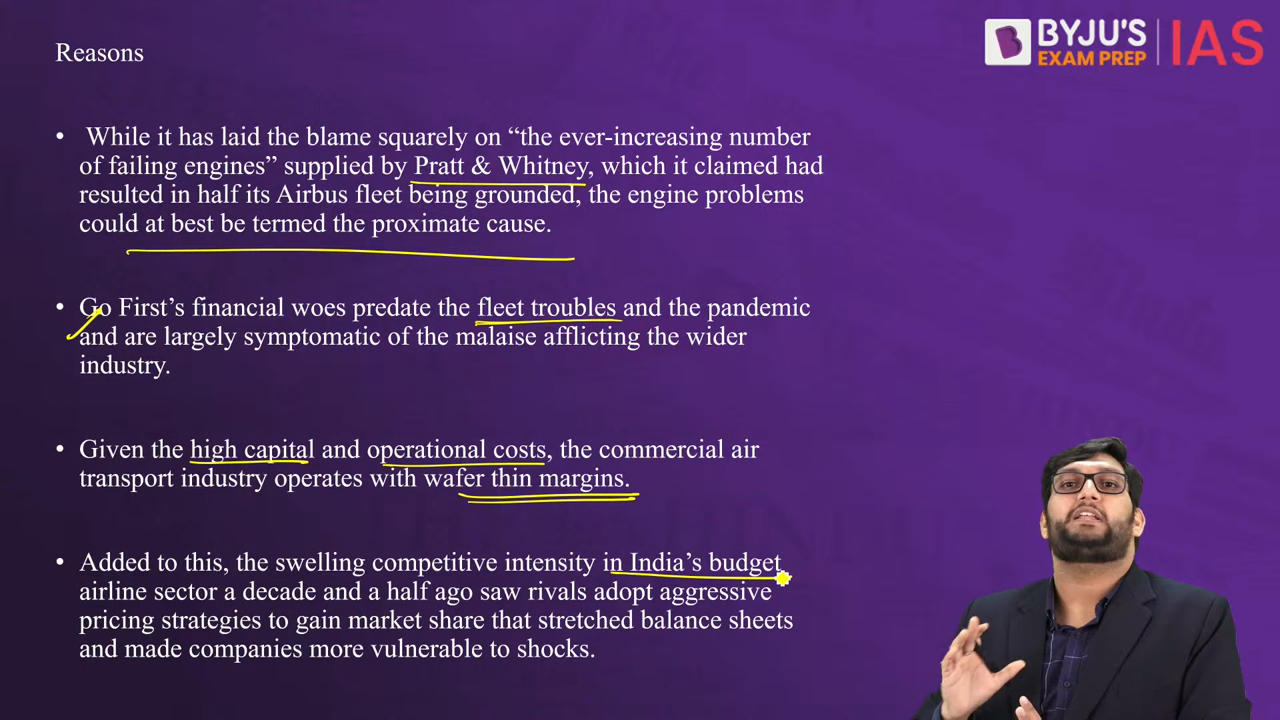 Reasons
BYJU'S
EXAM PREP
IAS
• While it has laid the blame squarely on “the ever-increasing number
of failing engines” supplied by Pratt & Whitney, which it claimed had
resulted in half its Airbus fleet being grounded, the engine problems
could at best be termed the proximate cause.
• Go First’s financial woes predate the fleet troubles and the pandemic
and are largely symptomatic of the malaise afflicting the wider
industry.
• Given the high capital and operational costs, the commercial air
transport industry operates with wafer thin margins.
• Added to this, the swelling competitive intensity in India’s budget
airline sector a decade and a half ago saw rivals adopt aggressive
pricing strategies to gain market share that stretched balance sheets
and made companies more vulnerable to shocks.